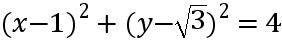 (x−1)² + (y−√3)² = 4